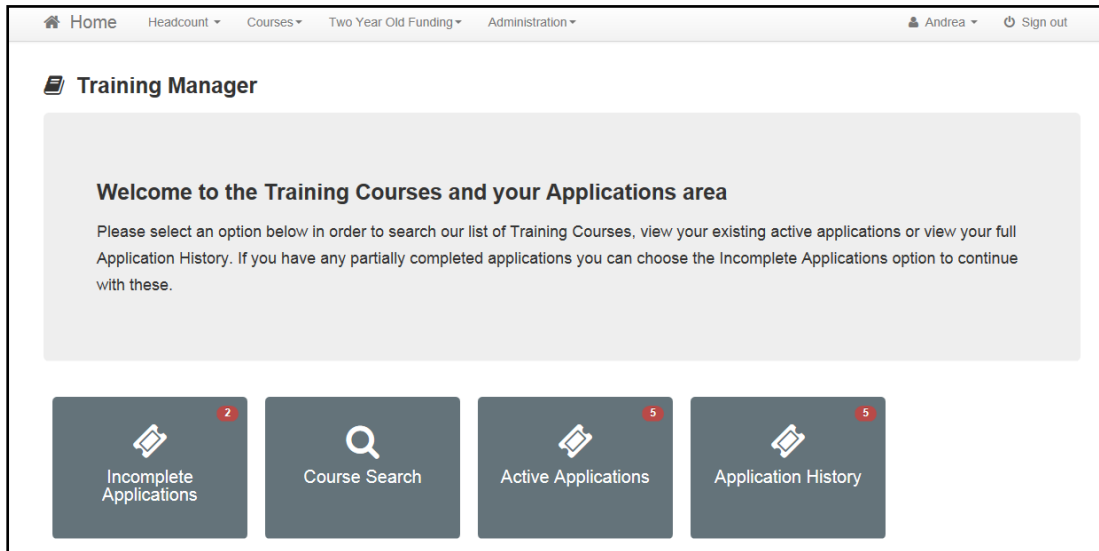 Home Headcount Courses Two Year Old Funding Administration Andrea Sign out
Training Manager
Welcome to the Training Courses and your Applications area
Please select an option below in order to search our list of Training Courses, view your existing active applications or view your full
Application History. If you have any partially completed applications you can choose the Incomplete Applications option to continue
with these.
2
Incomplete
Applications
Course Search
5
Active Applications
5
Application History